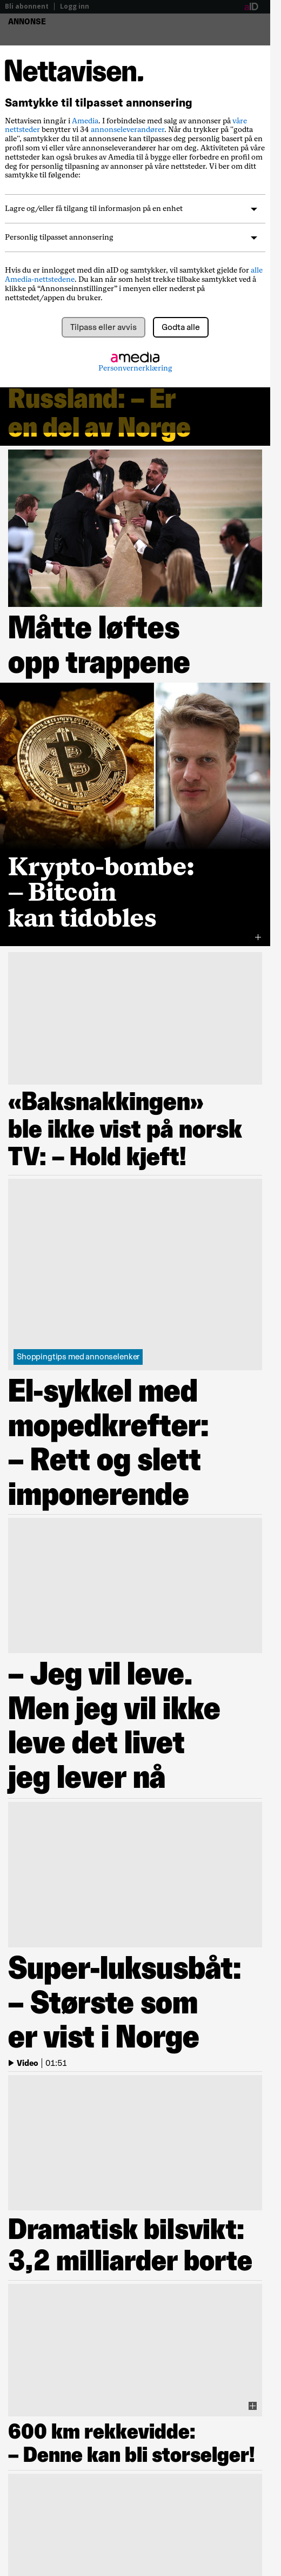 Bli abonnent | Logg inn
aID
ANNONSE
Nettavisen.
Samtykke til tilpasset annonsering
Nettavisen inngår i Amedia. I forbindelse med salg av annonser på våre
nettsteder benytter vi 34 annonseleverandører. Når du trykker på "godta
alle", samtykker du til at annonsene kan tilpasses deg personlig basert på en
profil som vi eller våre annonseleverandører har om deg. Aktiviteten på våre
nettsteder kan også brukes av Amedia til å bygge eller forbedre en profil om
deg for personlig tilpasning av annonser på våre nettsteder. Vi ber om ditt
samtykke til følgende:
Lagre og/eller få tilgang til informasjon på en enhet
Personlig tilpasset annonsering
Hvis du er innlogget med din aID og samtykker, vil samtykket gjelde for alle
Amedia-nettstedene. Du kan når som helst trekke tilbake samtykket ved å
klikke på “Annonseinnstillinger” i menyen eller nederst på
nettstedet/appen du bruker.
Tilpass eller avvis
Godta alle
amedia
Personvernerklæring
Russland: – Er
en del av Norge
Måtte løftes
opp trappene
Krypto-bombe:
– Bitcoin
kan tidobles
«Baksnakkingen»
ble ikke vist på norsk
TV: – Hold kjeft!
Shoppingtips med annonselenker
El-sykkel med
mopedkrefter:
– Rett og slett
imponerende
– Jeg vil leve.
Men jeg vil ikke
leve det livet
jeg lever nå
Super-luksusbåt:
– Største som
er vist i Norge
Video | 01:51
Dramatisk bilsvikt:
3,2 milliarder borte
600 km rekkevidde:
– Denne kan bli storselger!